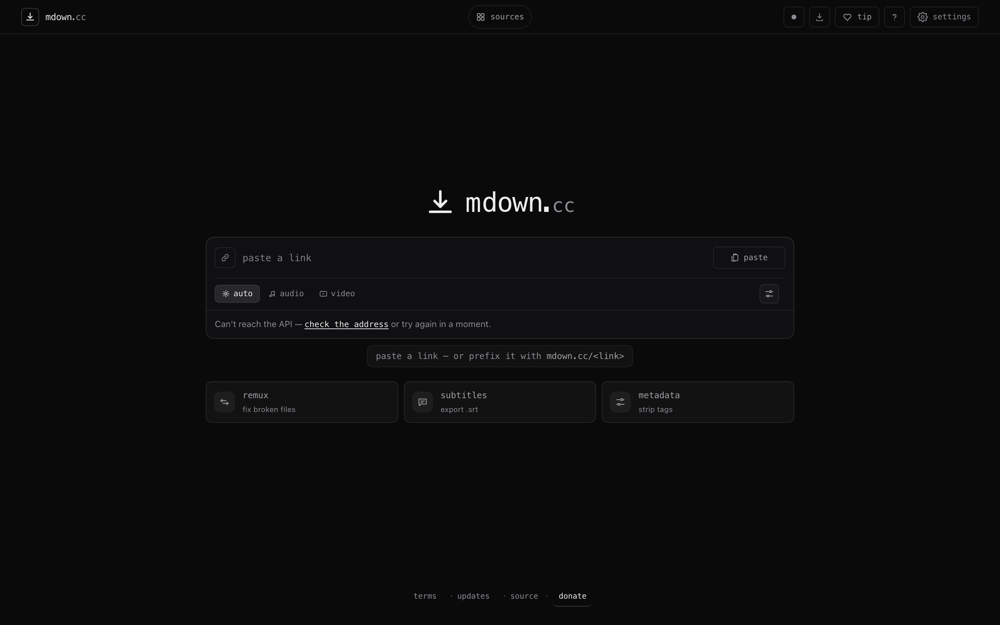 mdown.cc
sources
tip
?
settings
mdown.cc
paste a link
paste
auto
audio
video
Can't reach the API — check the address or try again in a moment.
paste a link — or prefix it with mdown.cc/<link>
remux
fix broken files
subtitles
export .srt
metadata
strip tags
terms · updates · source · donate